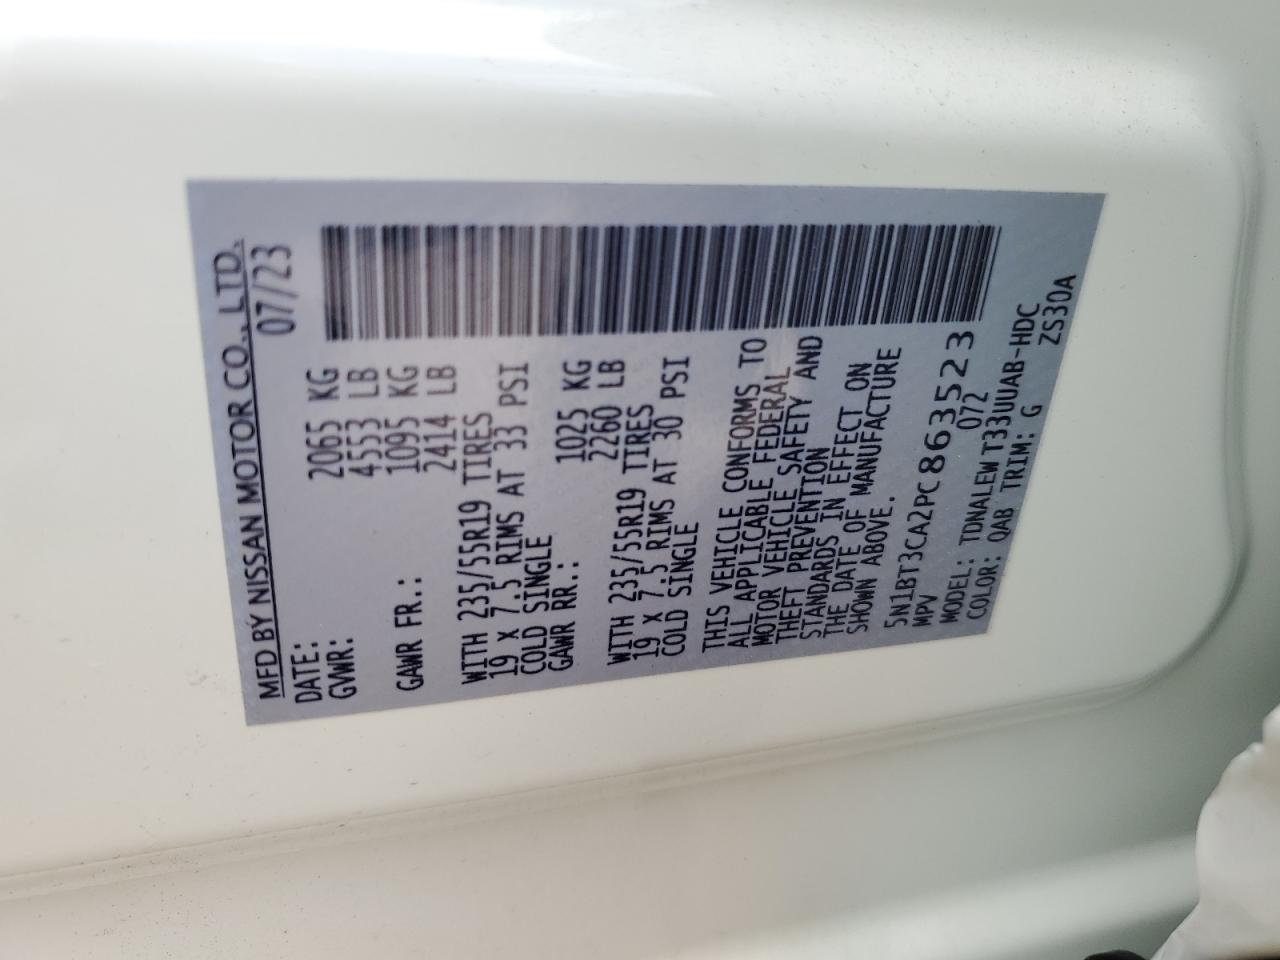 MFD BY NISSAN MOTOR CO., LTD.
DATE: 07/23
GVWR: 2065 KG
4553 LB
GAWR FR.: 1095 KG
2414 LB
WITH 235/55R19 TIRES
19 X 7.5 RIMS AT 33 PSI
COLD SINGLE
GAWR RR.: 1025 KG
2260 LB
WITH 235/55R19 TIRES
19 X 7.5 RIMS AT 30 PSI
COLD SINGLE
THIS VEHICLE CONFORMS TO
ALL APPLICABLE FEDERAL
MOTOR VEHICLE SAFETY AND
THEFT PREVENTION
STANDARDS IN EFFECT ON
THE DATE OF MANUFACTURE
SHOWN ABOVE.
5N1BT3CA2PC863523
MPV 072
MODEL: TDNALEW T33UUAB-HDC
COLOR: QAB TRIM: G ZS30A